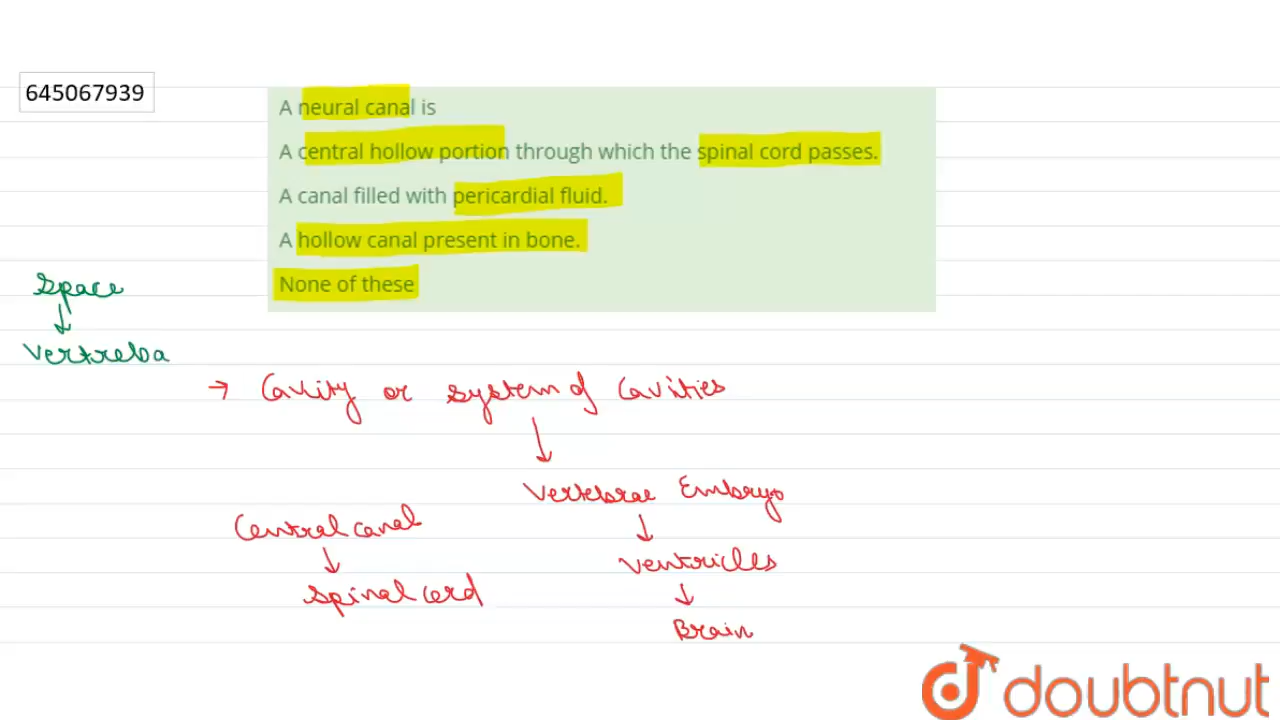 645067939
A neural canal is
A central hollow portion through which the spinal cord passes.
A canal filled with pericardial fluid.
A hollow canal present in bone.
None of these
Space
↓
Vertreba
→ Cavity or system of Cavities
↓
Vertebrae Embryo
↓
Ventricles
↓
Brain
Central canal
↓
Spinal cord
doubtnut